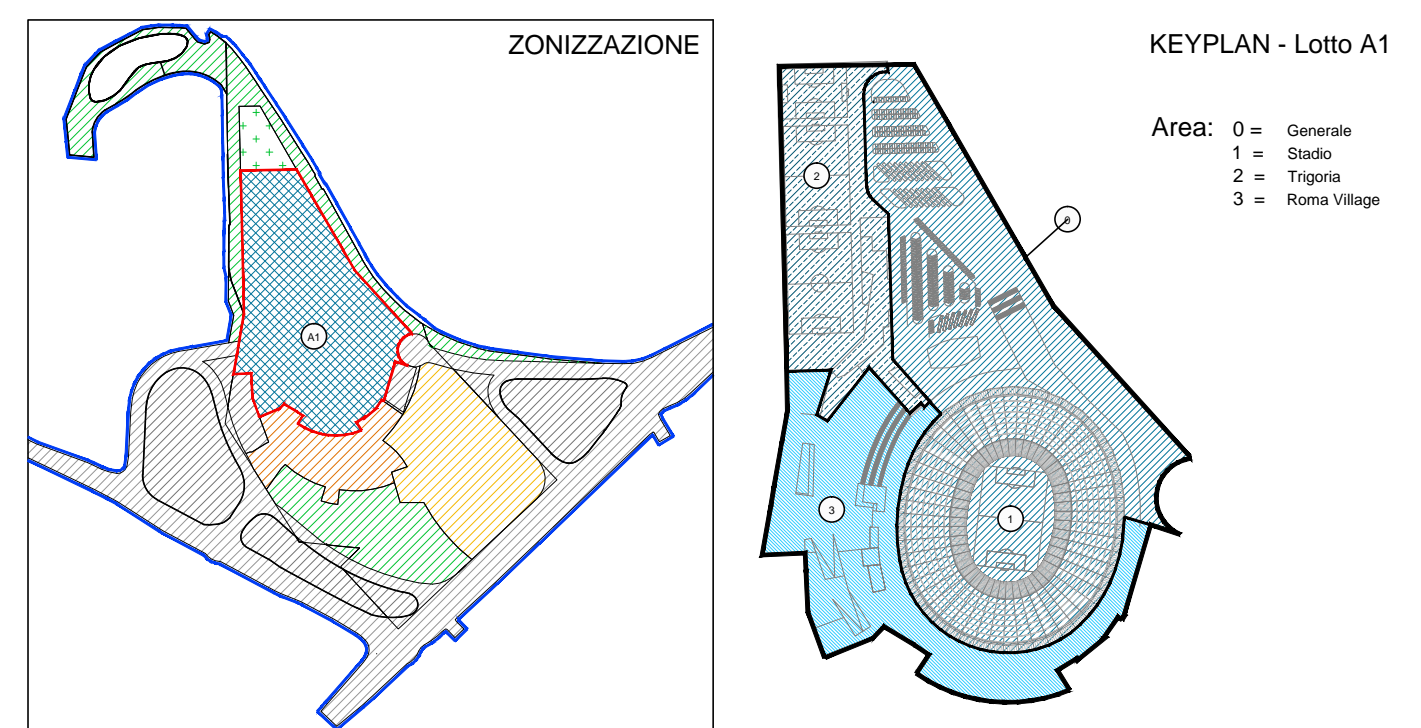 ZONIZZAZIONE
A1
KEYPLAN - Lotto A1
Area:
0 = Generale
1 = Stadio
2 = Trigoria
3 = Roma Village
2
0
3
1